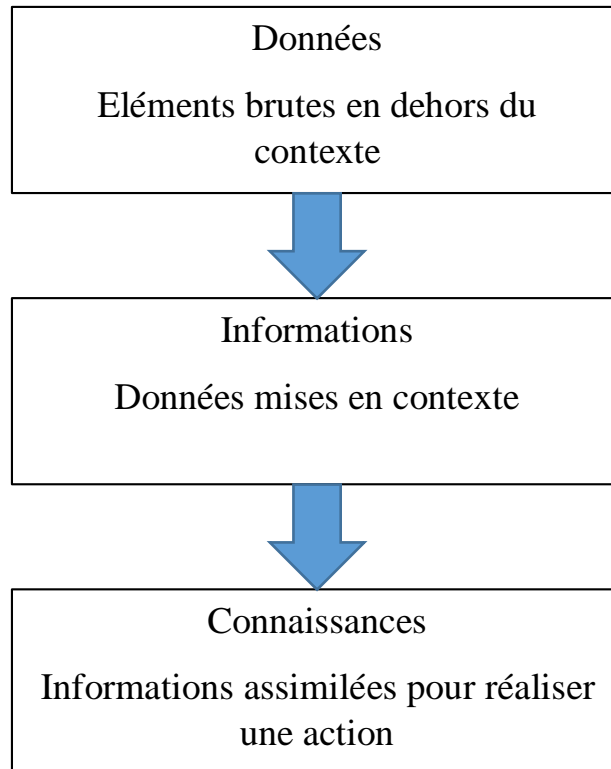 Données
Eléments brutes en dehors du
contexte
Informations
Données mises en contexte
Connaissances
Informations assimilées pour réaliser
une action